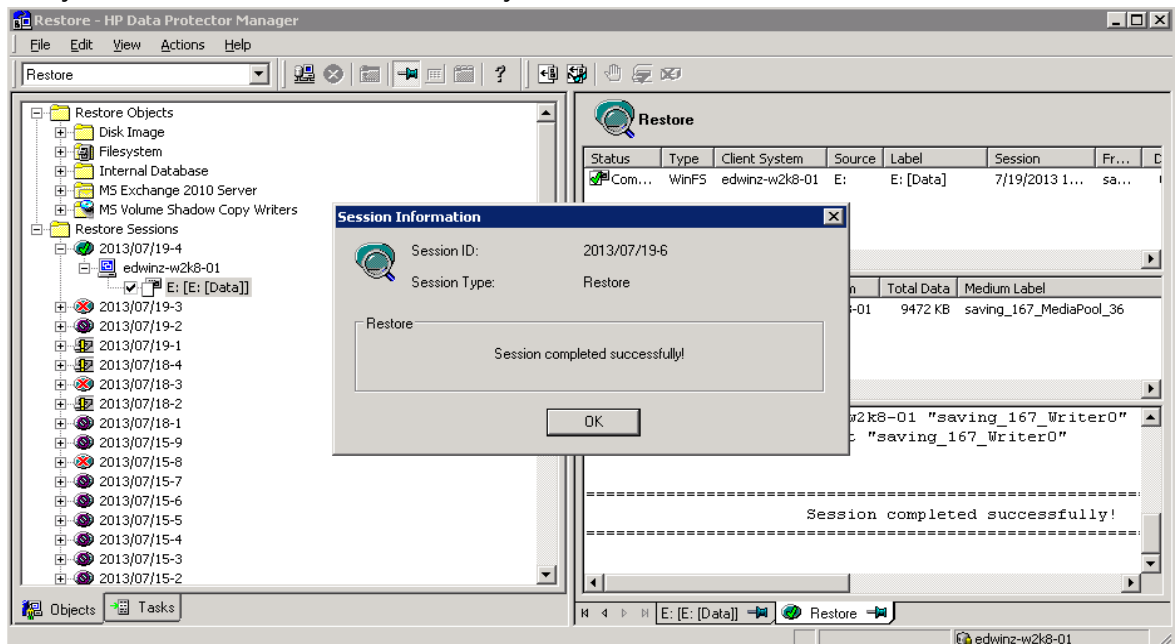 Restore - HP Data Protector Manager
File Edit View Actions Help
Restore
Restore Objects
Disk Image
Filesystem
Internal Database
MS Exchange 2010 Server
MS Volume Shadow Copy Writers
Restore Sessions
2013/07/19-4
edwinz-w2k8-01
E: [E: [Data]]
2013/07/19-3
2013/07/19-2
2013/07/19-1
2013/07/18-4
2013/07/18-3
2013/07/18-2
2013/07/18-1
2013/07/15-9
2013/07/15-8
2013/07/15-7
2013/07/15-6
2013/07/15-5
2013/07/15-4
2013/07/15-3
2013/07/15-2
Objects Tasks
Restore
Status Type Client System Source Label Session Fr... D
Com... WinFS edwinz-w2k8-01 E: E: [Data] 7/19/2013 1... sa...
Session Information
Session ID: 2013/07/19-6
Session Type: Restore
Restore
Session completed successfully!
OK
Total Data Medium Label
-01 9472 KB saving_167_MediaPool_36
w2k8-01 "saving_167_Writer0"
t "saving_167_Writer0"
Session completed successfully!
E: [E: [Data]] Restore
edwinz-w2k8-01